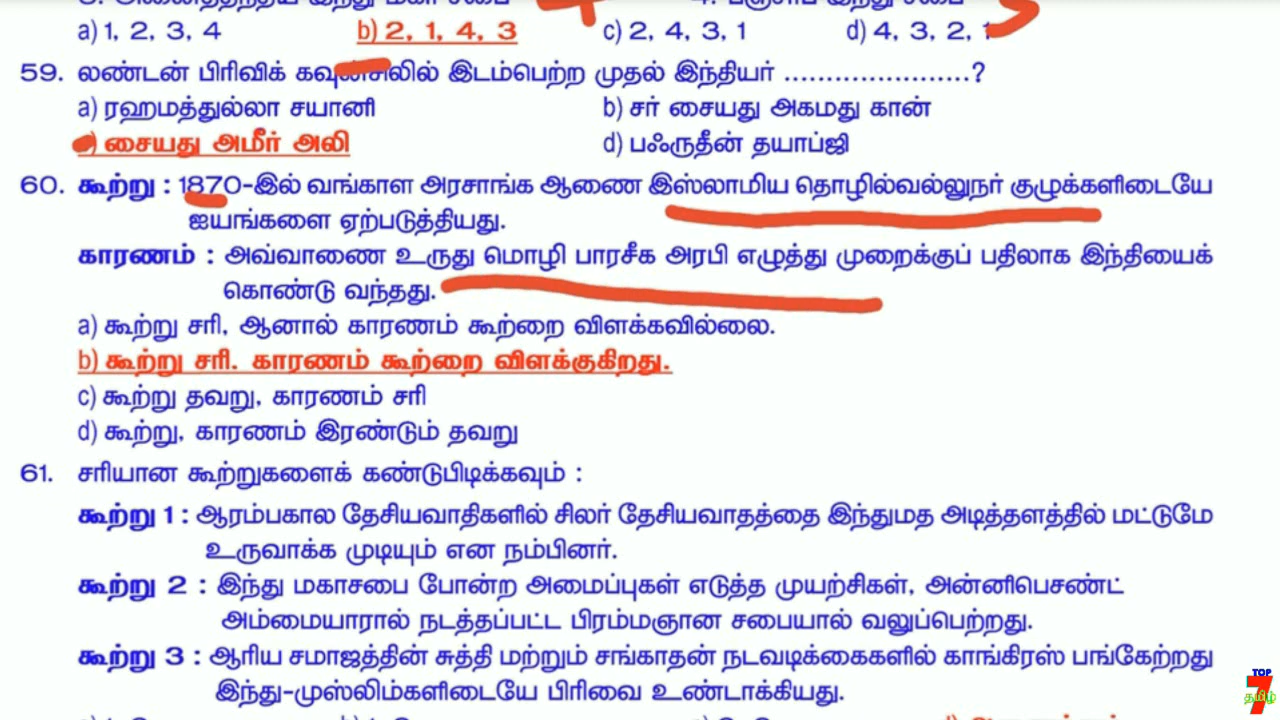 a) 1, 2, 3, 4 b) 2, 1, 4, 3 c) 2, 4, 3, 1 d) 4, 3, 2, 1
59. லண்டன் பிரிவிக் கவுன்சிலில் இடம்பெற்ற முதல் இந்தியர் ......................?
a) ரஹமத்துல்லா சயானி b) சர் சையது அகமது கான்
c) சையது அமீர் அலி d) பஃருதீன் தயாப்ஜி
60. கூற்று : 1870-இல் வங்காள அரசாங்க ஆணை இஸ்லாமிய தொழில்வல்லுநர் குழுக்களிடையே
ஐயங்களை ஏற்படுத்தியது.
காரணம் : அவ்வாணை உருது மொழி பாரசீக அரபி எழுத்து முறைக்குப் பதிலாக இந்தியைக்
கொண்டு வந்தது.
a) கூற்று சரி, ஆனால் காரணம் கூற்றை விளக்கவில்லை.
b) கூற்று சரி. காரணம் கூற்றை விளக்குகிறது.
c) கூற்று தவறு, காரணம் சரி
d) கூற்று, காரணம் இரண்டும் தவறு
61. சரியான கூற்றுகளைக் கண்டுபிடிக்கவும் :
கூற்று 1 : ஆரம்பகால தேசியவாதிகளில் சிலர் தேசியவாதத்தை இந்துமத அடித்தளத்தில் மட்டுமே
உருவாக்க முடியும் என நம்பினர்.
கூற்று 2 : இந்து மகாசபை போன்ற அமைப்புகள் எடுத்த முயற்சிகள், அன்னிபெசண்ட்
அம்மையாரால் நடத்தப்பட்ட பிரம்மஞான சபையால் வலுப்பெற்றது.
கூற்று 3 : ஆரிய சமாஜத்தின் சுத்தி மற்றும் சங்காதன் நடவடிக்கைகளில் காங்கிரஸ் பங்கேற்றது
இந்து-முஸ்லிம்களிடையே பிரிவை உண்டாக்கியது.
TOP
7
தமிழ்